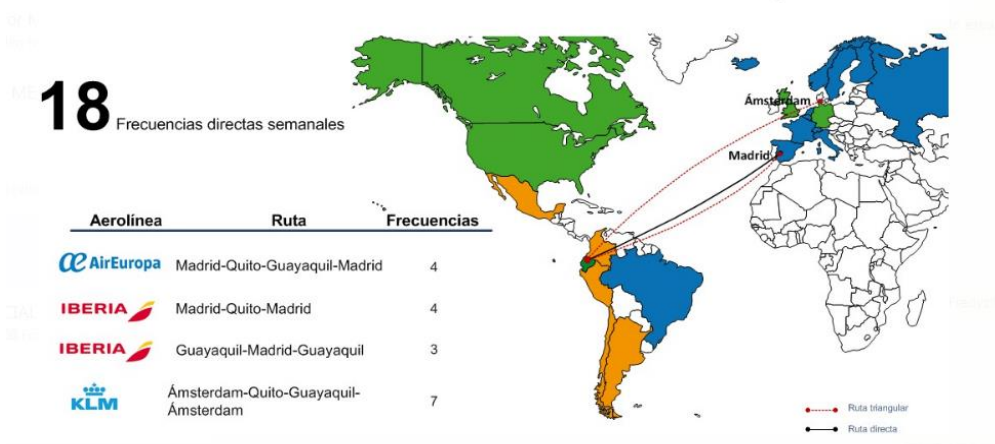 18 Frecuencias directas semanales
Ámsterdam
Madrid
Aerolínea Ruta Frecuencias
AirEuropa Madrid-Quito-Guayaquil-Madrid 4
IBERIA Madrid-Quito-Madrid 4
IBERIA Guayaquil-Madrid-Guayaquil 3
KLM Ámsterdam-Quito-Guayaquil-
Ámsterdam 7
Ruta triangular
Ruta directa